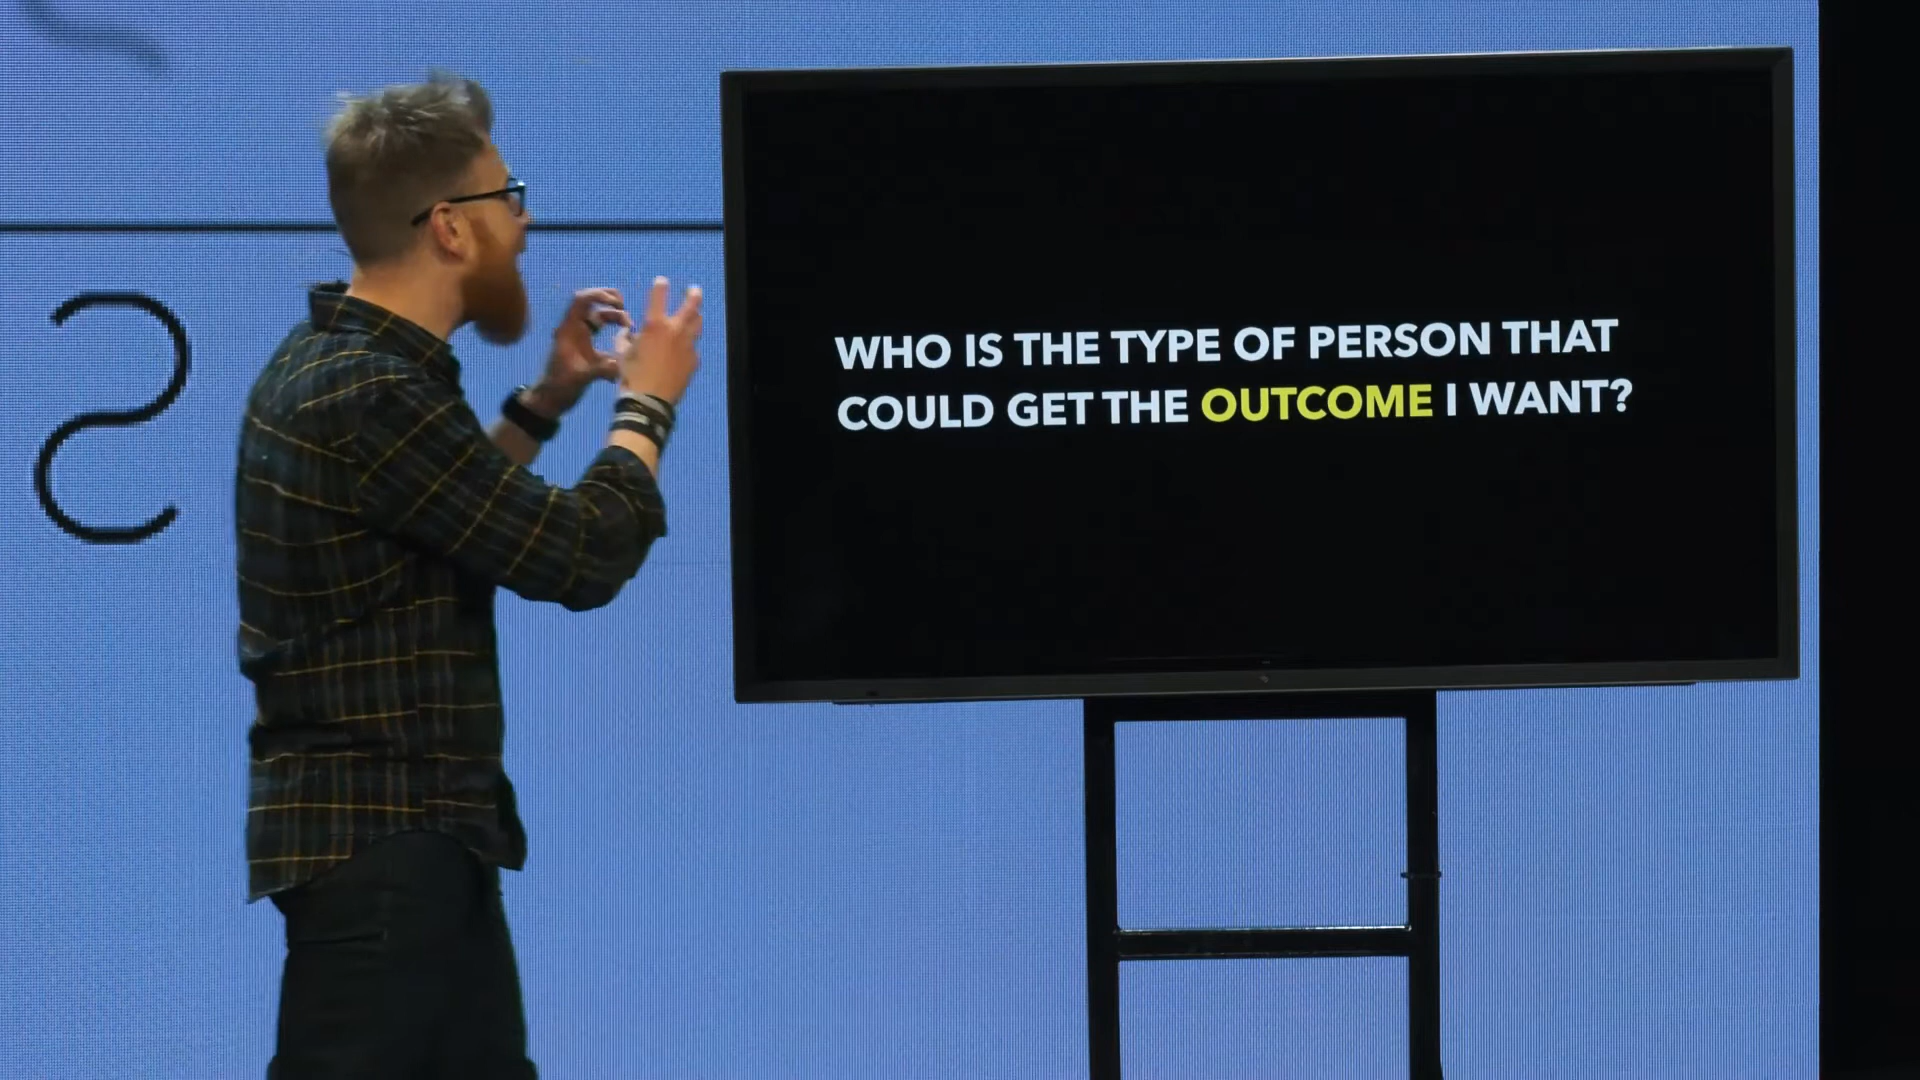 S
WHO IS THE TYPE OF PERSON THAT
COULD GET THE OUTCOME I WANT?